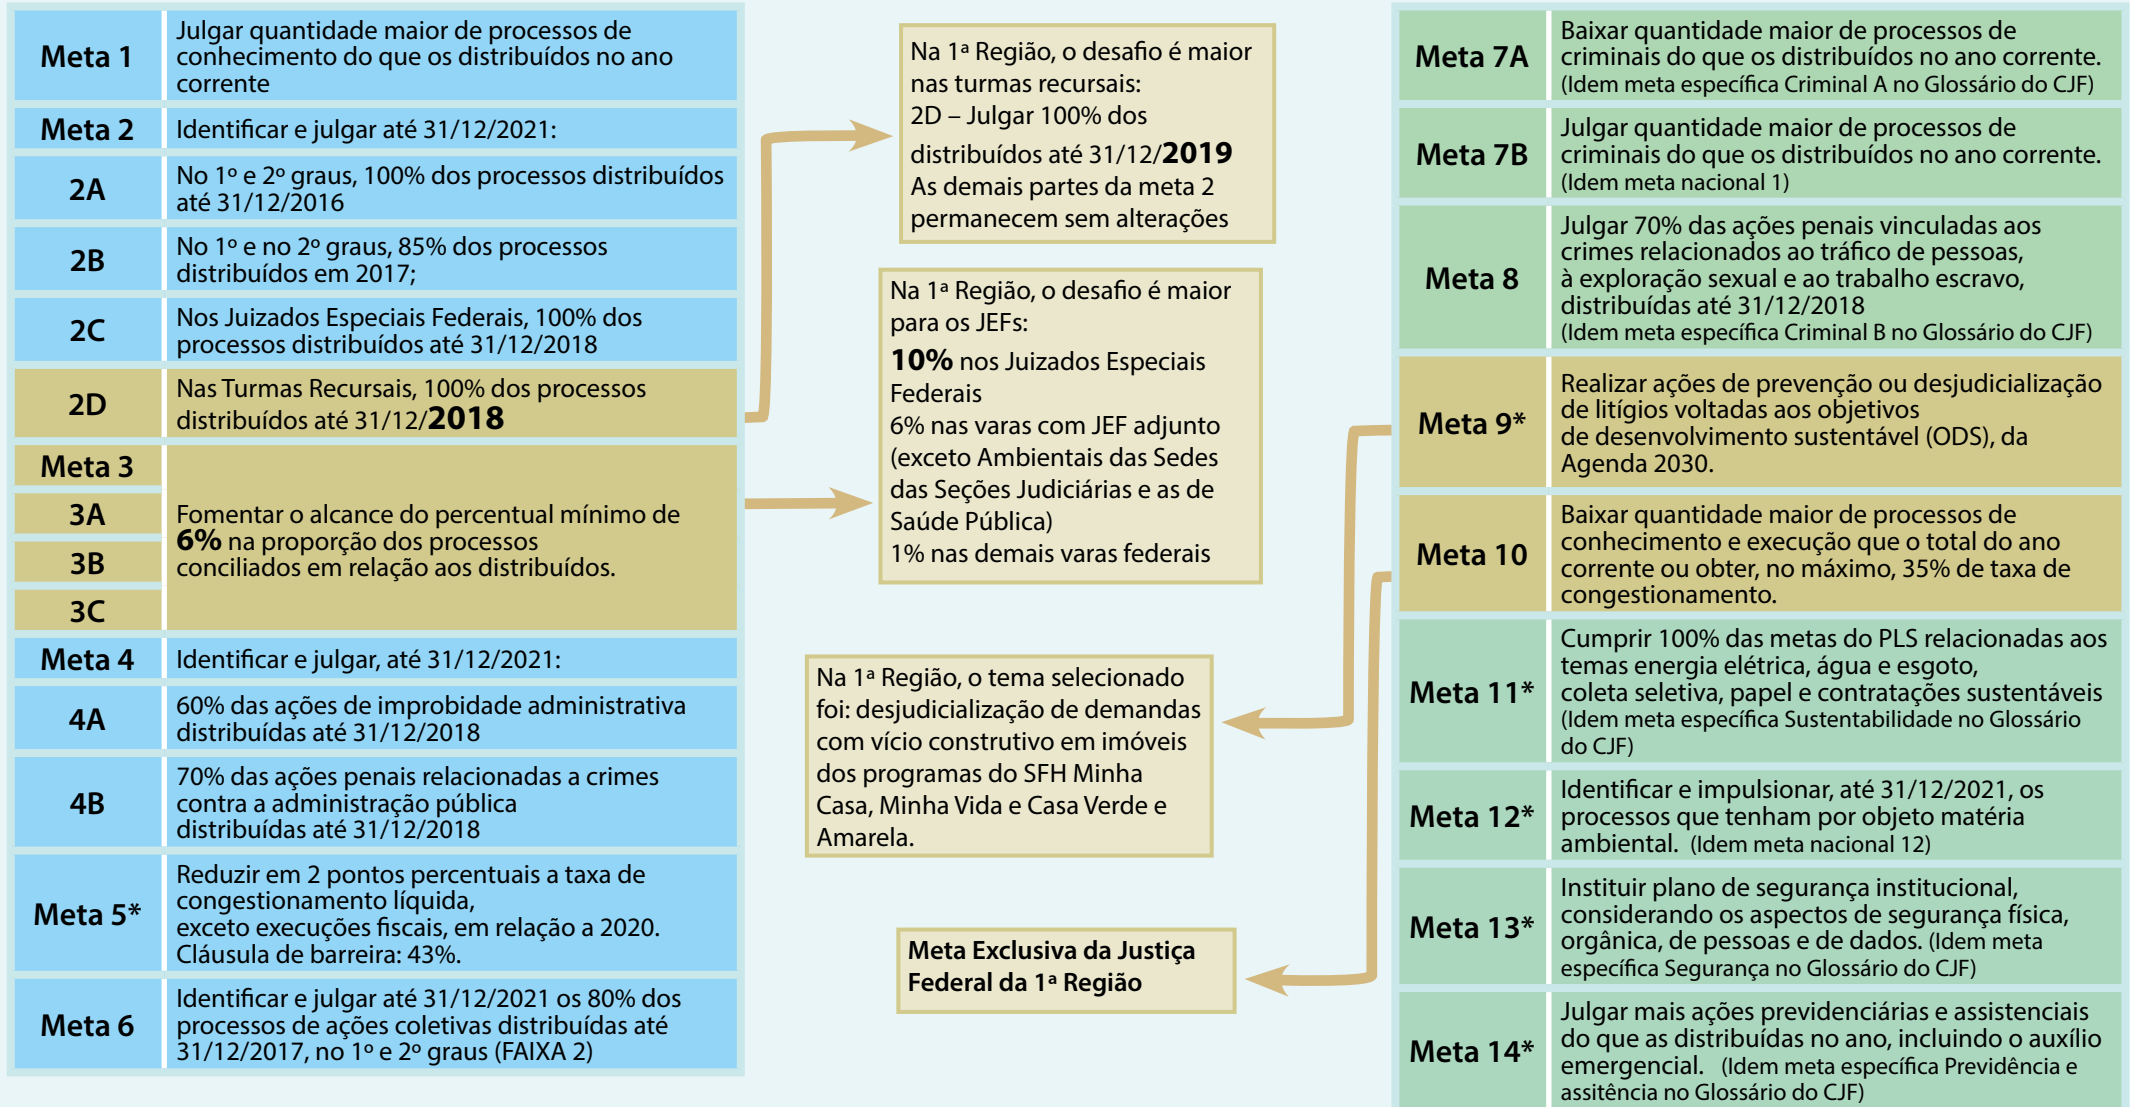 Meta 1
Julgar quantidade maior de processos de
conhecimento do que os distribuídos no ano
corrente
Meta 2
Identificar e julgar até 31/12/2021:
2A
No 1º e 2º graus, 100% dos processos distribuídos
até 31/12/2016
2B
No 1º e no 2º graus, 85% dos processos
distribuídos em 2017;
2C
Nos Juizados Especiais Federais, 100% dos
processos distribuídos até 31/12/2018
2D
Nas Turmas Recursais, 100% dos processos
distribuídos até 31/12/2018
Meta 3
3A
3B
3C
Fomentar o alcance do percentual mínimo de
6% na proporção dos processos
conciliados em relação aos distribuídos.
Meta 4
Identificar e julgar, até 31/12/2021:
4A
60% das ações de improbidade administrativa
distribuídas até 31/12/2018
4B
70% das ações penais relacionadas a crimes
contra a administração pública
distribuídas até 31/12/2018
Meta 5*
Reduzir em 2 pontos percentuais a taxa de
congestionamento líquida,
exceto execuções fiscais, em relação a 2020.
Cláusula de barreira: 43%.
Meta 6
Identificar e julgar até 31/12/2021 os 80% dos
processos de ações coletivas distribuídas até
31/12/2017, no 1º e 2º graus (FAIXA 2)
Na 1ª Região, o desafio é maior
nas turmas recursais:
2D – Julgar 100% dos
distribuídos até 31/12/2019
As demais partes da meta 2
permanecem sem alterações
Na 1ª Região, o desafio é maior
para os JEFs:
10% nos Juizados Especiais
Federais
6% nas varas com JEF adjunto
(exceto Ambientais das Sedes
das Seções Judiciárias e as de
Saúde Pública)
1% nas demais varas federais
Na 1ª Região, o tema selecionado
foi: desjudicialização de demandas
com vício construtivo em imóveis
dos programas do SFH Minha
Casa, Minha Vida e Casa Verde e
Amarela.
Meta Exclusiva da Justiça
Federal da 1ª Região
Meta 7A
Baixar quantidade maior de processos de
criminais do que os distribuídos no ano corrente.
(Idem meta específica Criminal A no Glossário do CJF)
Meta 7B
Julgar quantidade maior de processos de
criminais do que os distribuídos no ano corrente.
(Idem meta nacional 1)
Meta 8
Julgar 70% das ações penais vinculadas aos
crimes relacionados ao tráfico de pessoas,
à exploração sexual e ao trabalho escravo,
distribuídas até 31/12/2018
(Idem meta específica Criminal B no Glossário do CJF)
Meta 9*
Realizar ações de prevenção ou desjudicialização
de litígios voltadas aos objetivos
de desenvolvimento sustentável (ODS), da
Agenda 2030.
Meta 10
Baixar quantidade maior de processos de
conhecimento e execução que o total do ano
corrente ou obter, no máximo, 35% de taxa de
congestionamento.
Meta 11*
Cumprir 100% das metas do PLS relacionadas aos
temas energia elétrica, água e esgoto,
coleta seletiva, papel e contratações sustentáveis
(Idem meta específica Sustentabilidade no Glossário
do CJF)
Meta 12*
Identificar e impulsionar, até 31/12/2021, os
processos que tenham por objeto matéria
ambiental. (Idem meta nacional 12)
Meta 13*
Instituir plano de segurança institucional,
considerando os aspectos de segurança física,
orgânica, de pessoas e de dados. (Idem meta
específica Segurança no Glossário do CJF)
Meta 14*
Julgar mais ações previdenciárias e assistenciais
do que as distribuídas no ano, incluindo o auxílio
emergencial. (Idem meta específica Previdência e
assitência no Glossário do CJF)